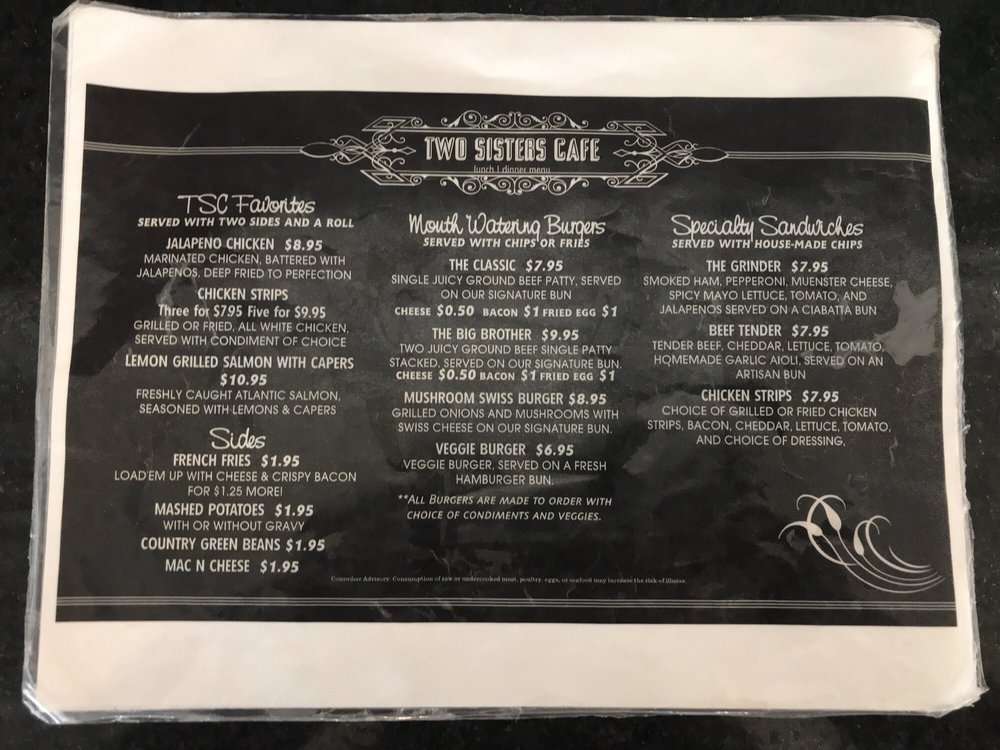 TWO SISTERS CAFE
lunch | dinner menu
TSC Favorites
SERVED WITH TWO SIDES AND A ROLL
JALAPENO CHICKEN $8.95
MARINATED CHICKEN, BATTERED WITH
JALAPENOS, DEEP FRIED TO PERFECTION
CHICKEN STRIPS
Three for $7.95 Five for $9.95
GRILLED OR FRIED, ALL WHITE CHICKEN,
SERVED WITH CONDIMENT OF CHOICE
LEMON GRILLED SALMON WITH CAPERS
$10.95
FRESHLY CAUGHT ATLANTIC SALMON,
SEASONED WITH LEMONS & CAPERS
Sides
FRENCH FRIES $1.95
LOAD'EM UP WITH CHEESE & CRISPY BACON
FOR $1.25 MORE!
MASHED POTATOES $1.95
WITH OR WITHOUT GRAVY
COUNTRY GREEN BEANS $1.95
MAC N CHEESE $1.95
Mouth Watering Burgers
SERVED WITH CHIPS OR FRIES
THE CLASSIC $7.95
SINGLE JUICY GROUND BEEF PATTY, SERVED
ON OUR SIGNATURE BUN
CHEESE $0.50 BACON $1 FRIED EGG $1
THE BIG BROTHER $9.95
TWO JUICY GROUND BEEF SINGLE PATTY
STACKED, SERVED ON OUR SIGNATURE BUN.
CHEESE $0.50 BACON $1 FRIED EGG $1
MUSHROOM SWISS BURGER $8.95
GRILLED ONIONS AND MUSHROOMS WITH
SWISS CHEESE ON OUR SIGNATURE BUN.
VEGGIE BURGER $6.95
VEGGIE BURGER, SERVED ON A FRESH
HAMBURGER BUN.
**ALL BURGERS ARE MADE TO ORDER WITH
CHOICE OF CONDIMENTS AND VEGGIES.
Specialty Sandwiches
SERVED WITH HOUSE-MADE CHIPS
THE GRINDER $7.95
SMOKED HAM, PEPPERONI, MUENSTER CHEESE,
SPICY MAYO LETTUCE, TOMATO, AND
JALAPENOS SERVED ON A CIABATTA BUN
BEEF TENDER $7.95
TENDER BEEF, CHEDDAR, LETTUCE, TOMATO,
HOMEMADE GARLIC AIOLI, SERVED ON AN
ARTISAN BUN
CHICKEN STRIPS $7.95
CHOICE OF GRILLED OR FRIED CHICKEN
STRIPS, BACON, CHEDDAR, LETTUCE, TOMATO,
AND CHOICE OF DRESSING,
Consumer Advisory: Consumption of raw or undercooked meat, poultry, eggs, or seafood may increase the risk of illness.